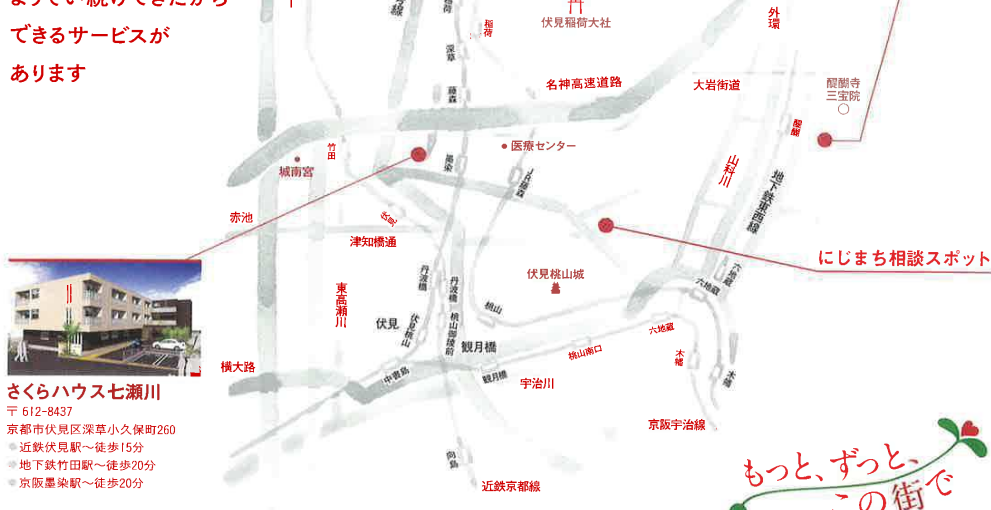 できるサービスが
あります
稲荷
伏見稲荷大社
外環
深草
名神高速道路
大岩街道
醍醐寺
三宝院
藤森
醍醐
竹田
城南宮
墨染
医療センター
JR藤森
山科川
地下鉄東西線
赤池
伏見
津知橋通
にじまち相談スポット
丹波橋
丹波橋
伏見桃山城
六地蔵
六地蔵
東高瀬川
桃山
伏見
伏見桃山
桃山御陵前
観月橋
六地蔵
桃山南口
木幡
木幡
横大路
中書島
観月橋
宇治川
京阪宇治線
向島
近鉄京都線
さくらハウス七瀬川
〒612-8437
京都市伏見区深草小久保町260
近鉄伏見駅〜徒歩15分
地下鉄竹田駅〜徒歩20分
京阪墨染駅〜徒歩20分
もっと、ずっと、
この街で